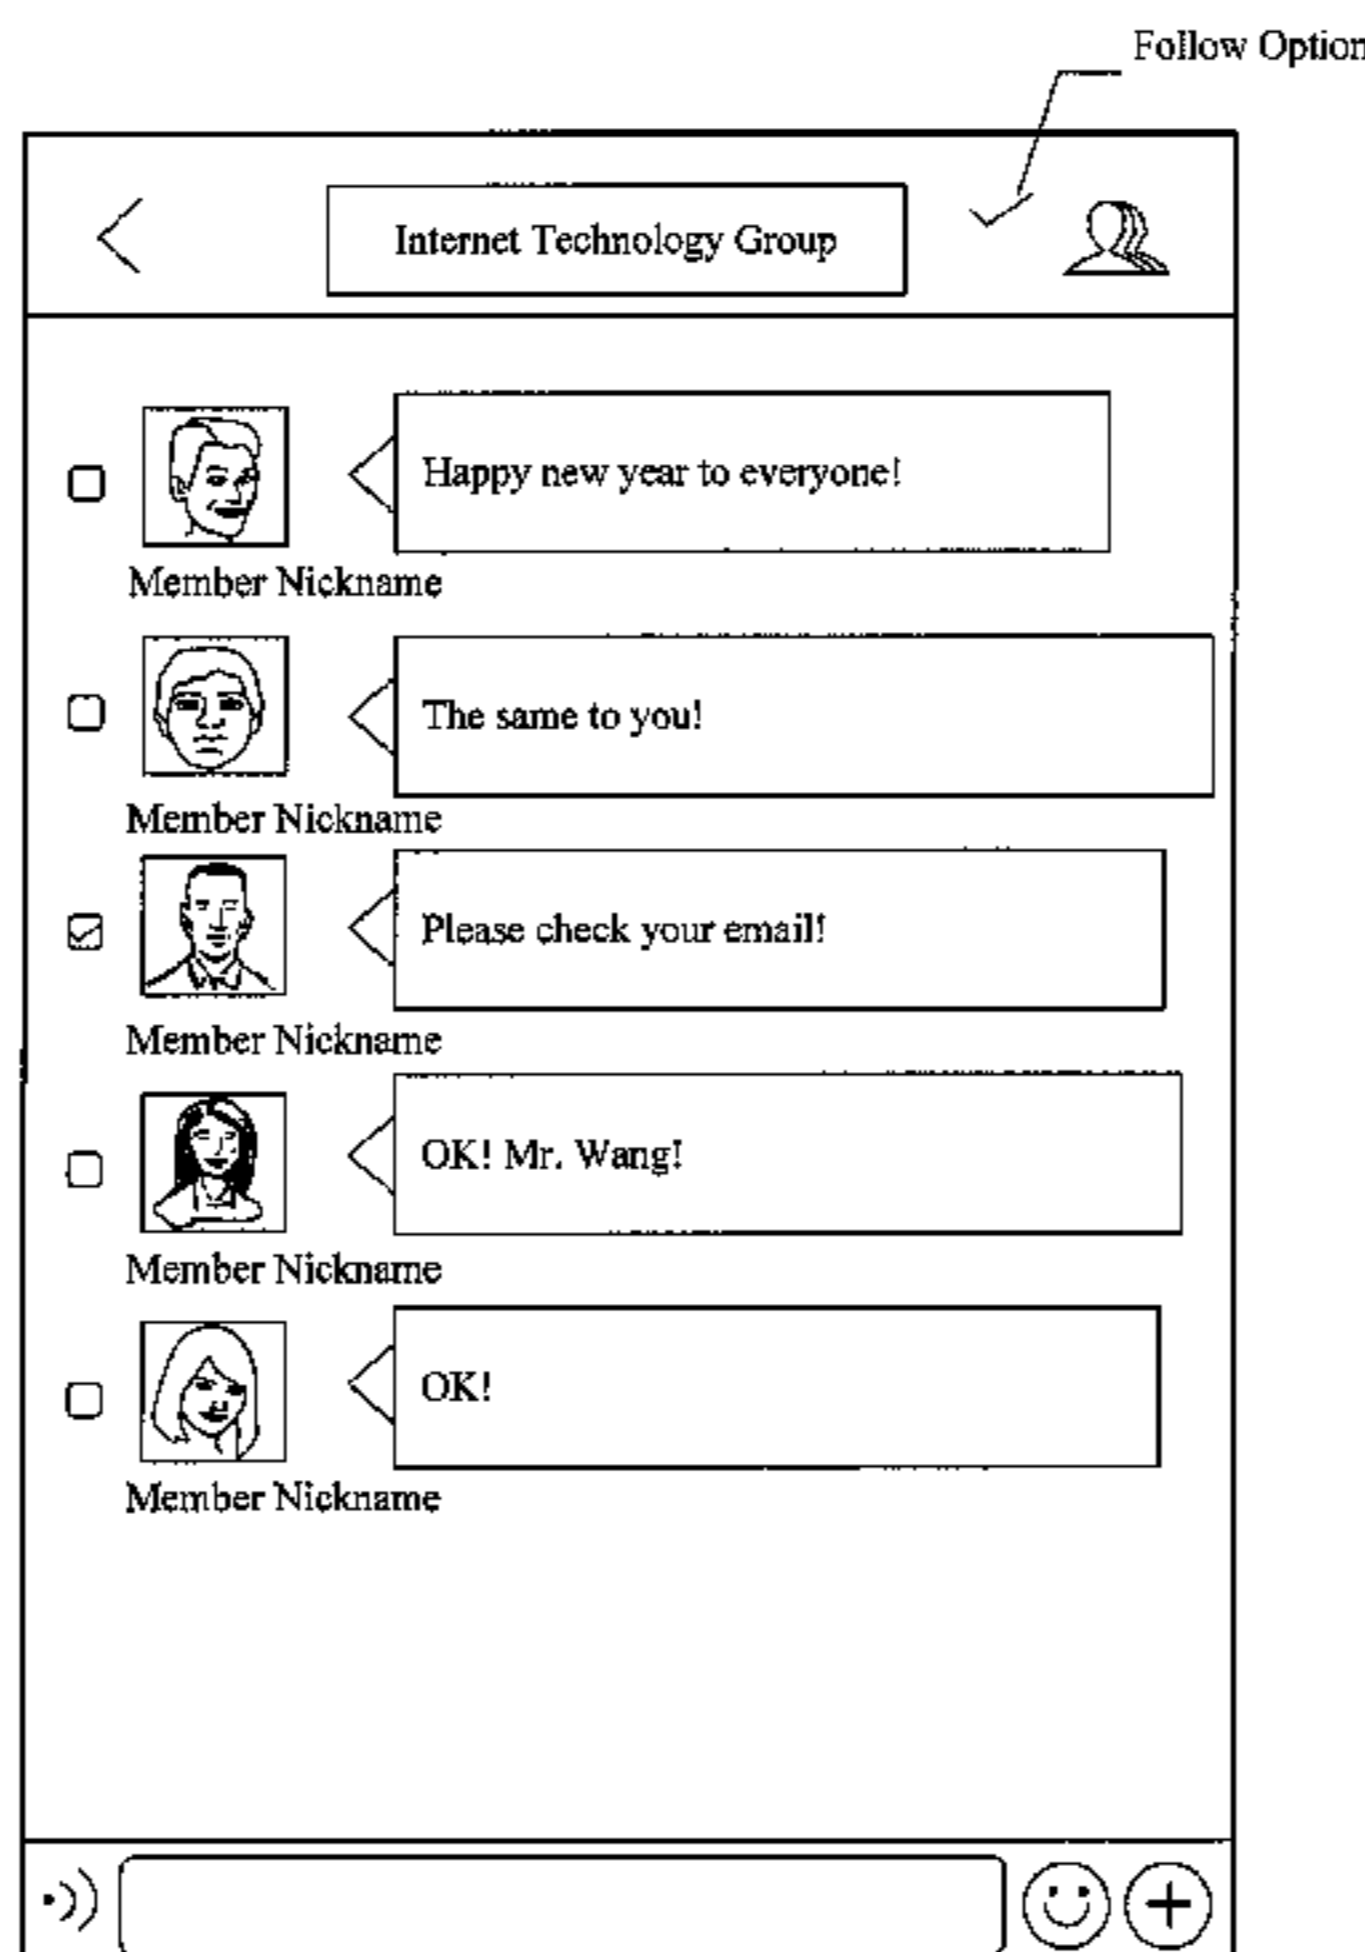 Follow Option
Internet Technology Group
Happy new year to everyone!
Member Nickname
The same to you!
Member Nickname
Please check your email!
Member Nickname
OK! Mr. Wang!
Member Nickname
OK!
Member Nickname